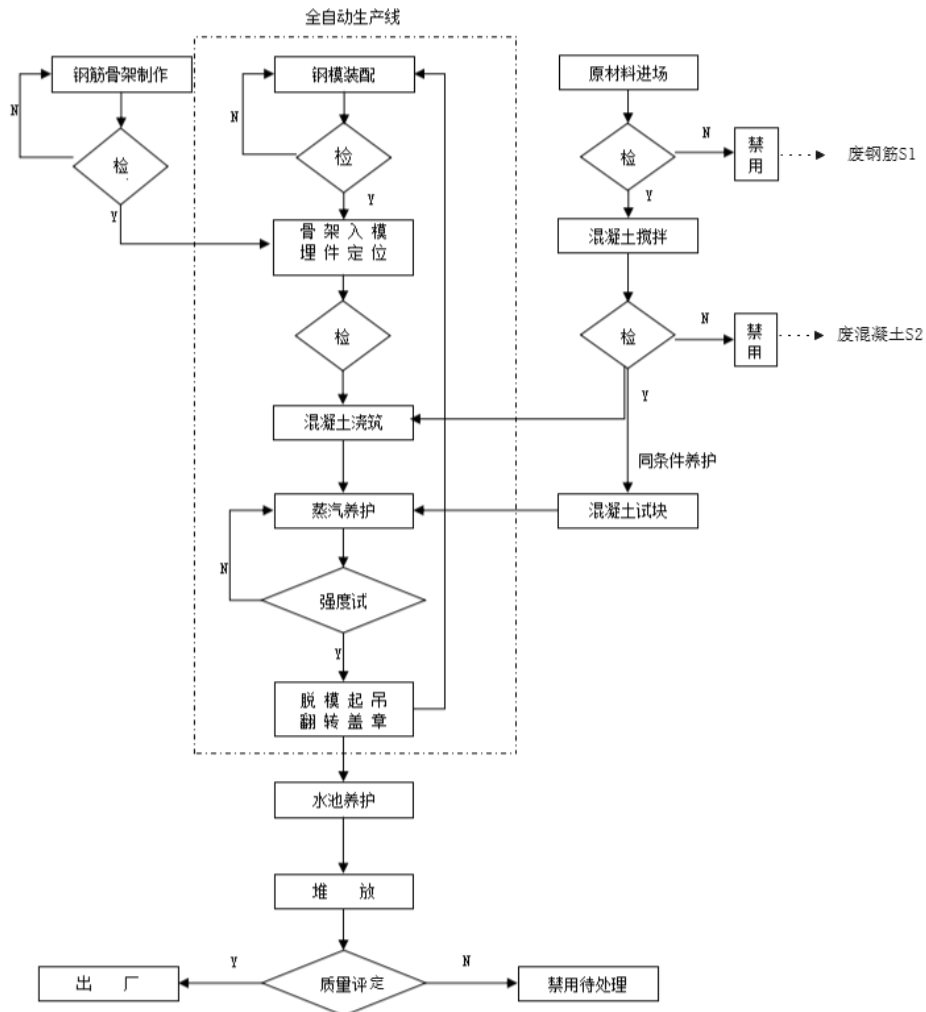 全自动生产线
钢筋骨架制作
钢模装配
原材料进场
N
N
检
检
检
N
禁
用
废钢筋S1
Y
Y
Y
骨架入模
埋件定位
混凝土搅拌
检
检
N
禁
用
废混凝土S2
Y
混凝土浇筑
同条件养护
蒸汽养护
混凝土试块
N
强度试
Y
脱模起吊
翻转盖章
水池养护
堆放
Y
质量评定
N
出厂
禁用待处理